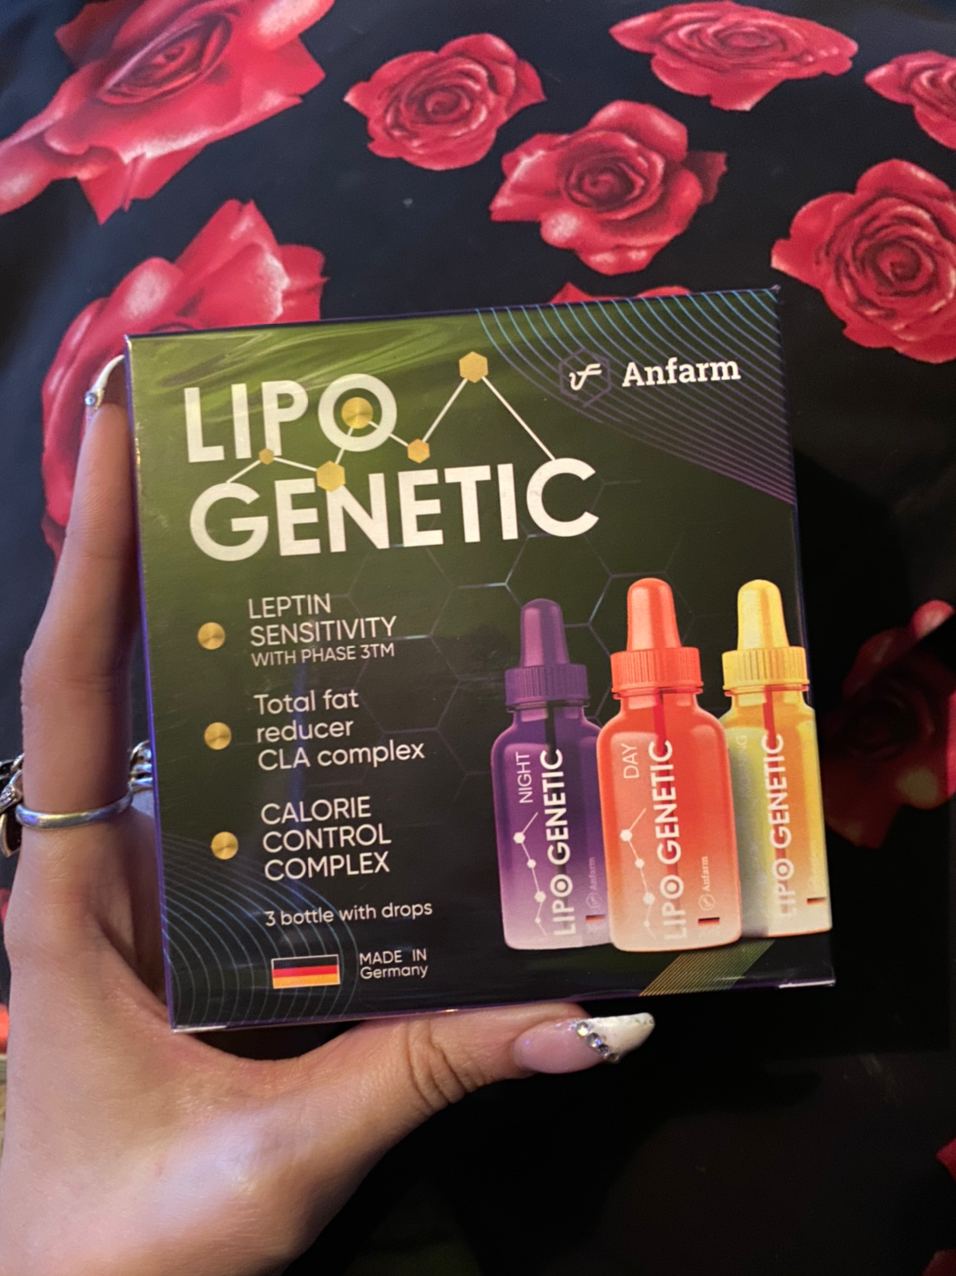 Anfarm
LIPO
GENETIC
LEPTIN
SENSITIVITY
WITH PHASE 3TM
Total fat
reducer
CLA complex
CALORIE
CONTROL
COMPLEX
3 bottle with drops
MADE IN
Germany
NIGHT
LIPO GENETIC
Anfarm
DAY
LIPO GENETIC
Anfarm
LIPO GENETIC